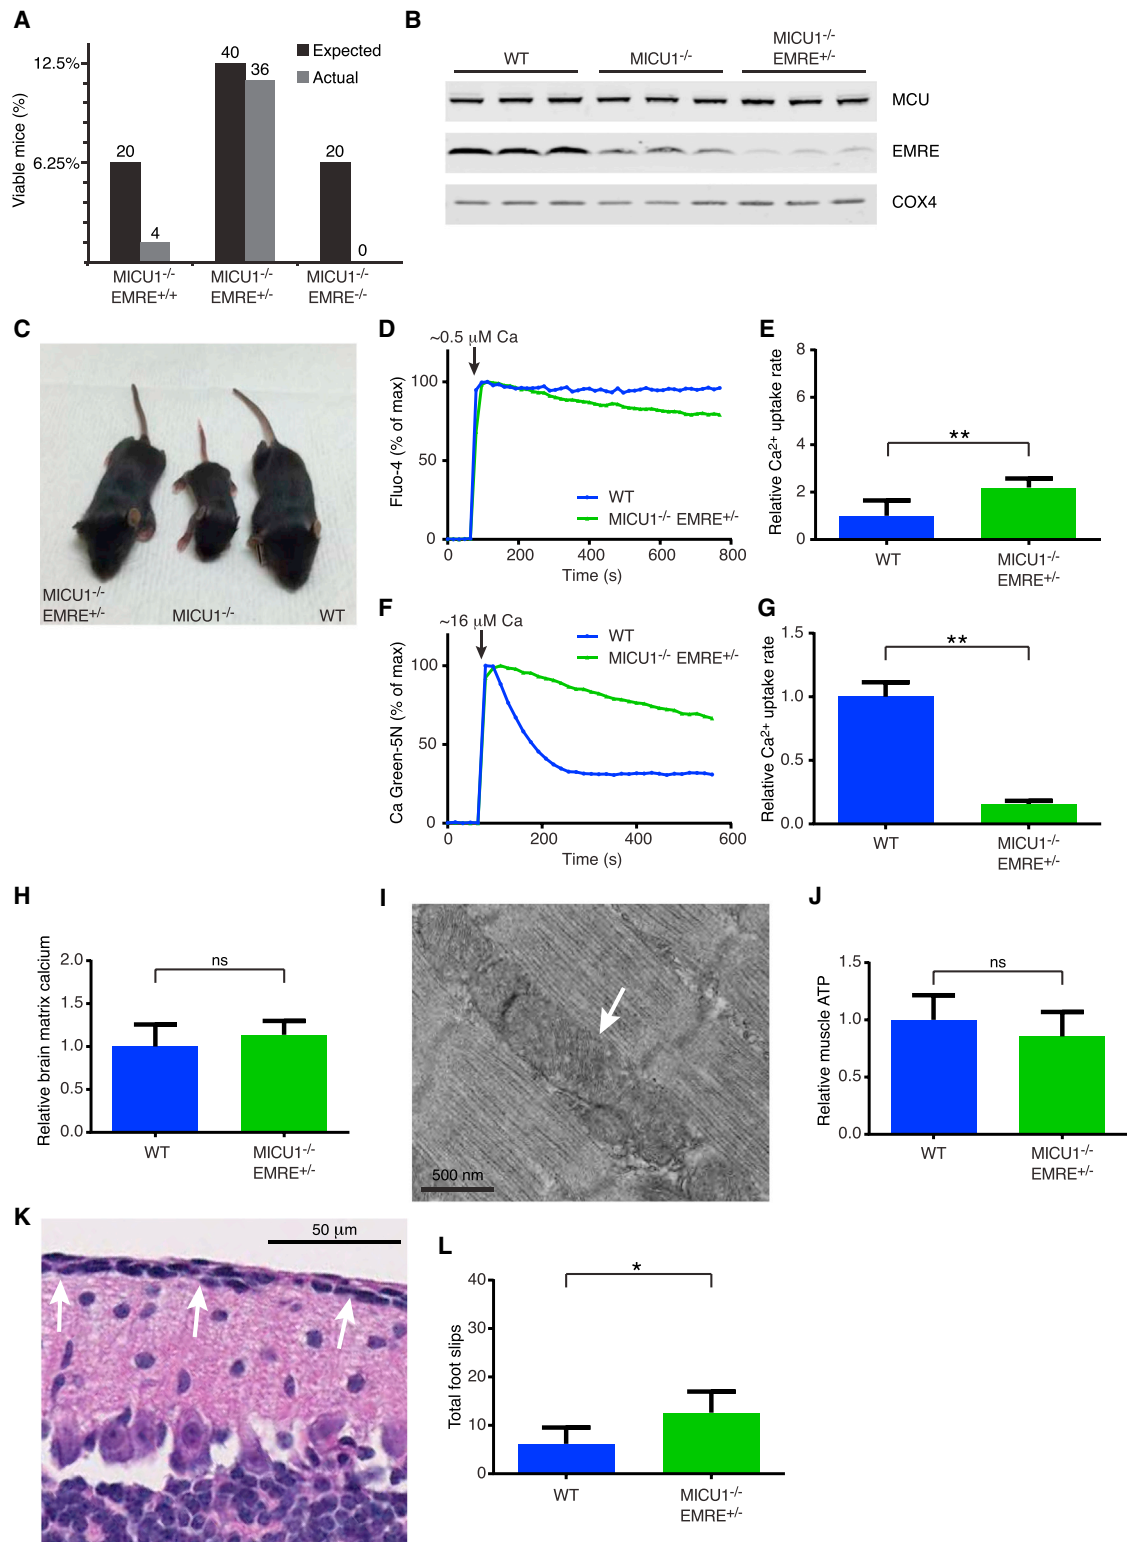 A
Viable mice (%)
12.5%
6.25%
20
4
40
36
20
0
Expected
Actual
MICU1-/-
EMRE+/+
MICU1-/-
EMRE+/-
MICU1-/-
EMRE-/-
B
WT
MICU1-/-
MICU1-/-
EMRE+/-
MCU
EMRE
COX4
C
MICU1-/-
EMRE+/-
MICU1-/-
WT
D
~0.5 µM Ca
Fluo-4 (% of max)
100
50
0
WT
MICU1-/- EMRE+/-
200
400
600
800
Time (s)
E
Relative Ca2+ uptake rate
8
6
4
2
0
**
WT
MICU1-/-
EMRE+/-
F
~16 µM Ca
Ca Green-5N (% of max)
100
50
0
WT
MICU1-/- EMRE+/-
200
400
600
Time (s)
G
Relative Ca2+ uptake rate
1.5
1.0
0.5
0.0
**
WT
MICU1-/-
EMRE+/-
H
Relative brain matrix calcium
2.0
1.5
1.0
0.5
0.0
ns
WT
MICU1-/-
EMRE+/-
I
500 nm
J
Relative muscle ATP
1.5
1.0
0.5
0.0
ns
WT
MICU1-/-
EMRE+/-
K
50 µm
L
Total foot slips
40
30
20
10
0
*
WT
MICU1-/-
EMRE+/-